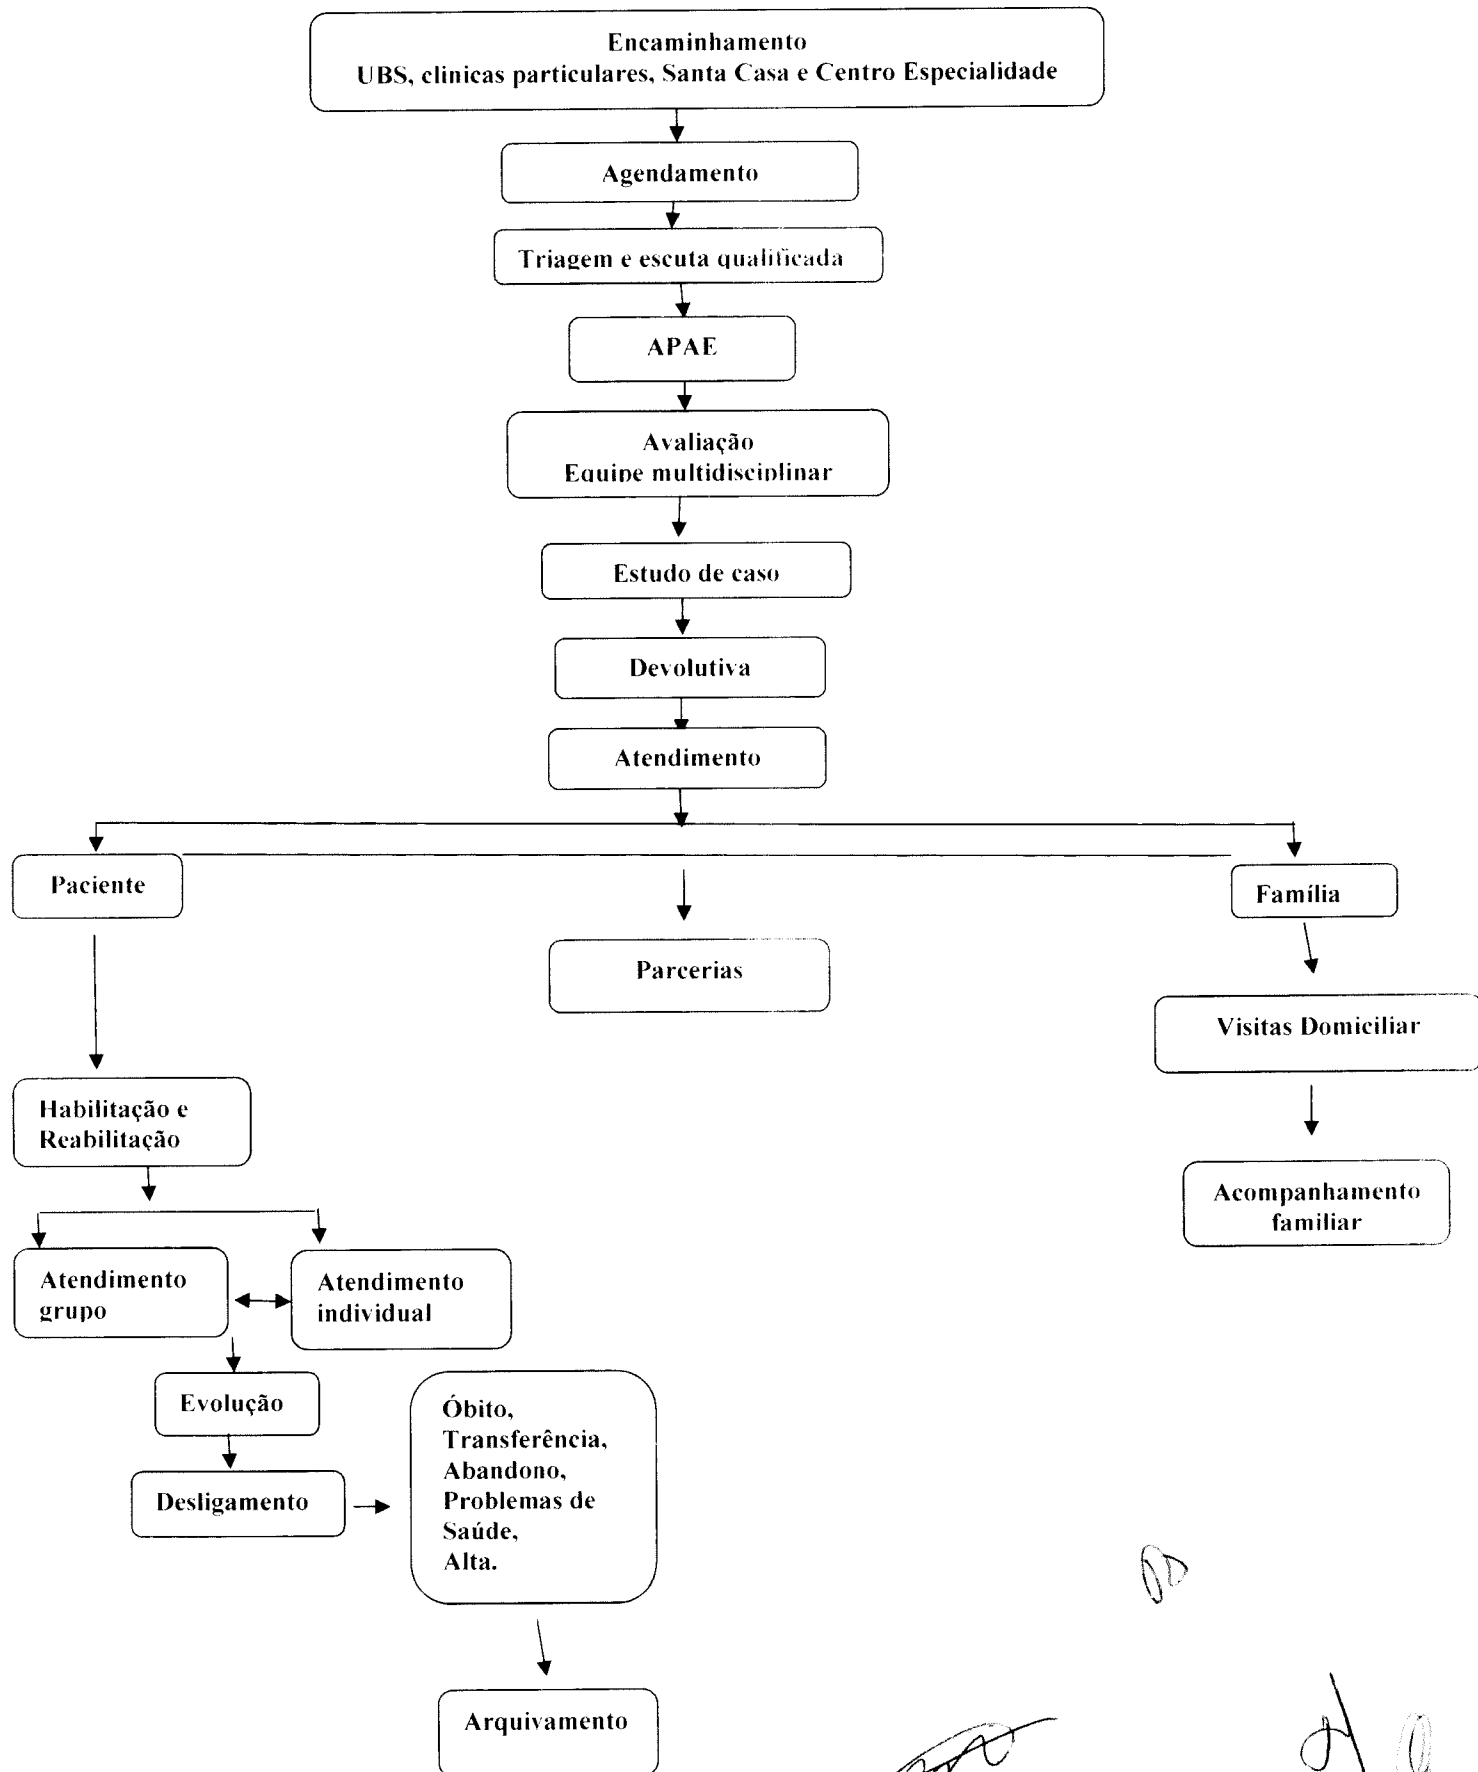 Encaminhamento
UBS, clinicas particulares, Santa Casa e Centro Especialidade
Agendamento
Triagem e escuta qualificada
APAE
Avaliação
Equipe multidisciplinar
Estudo de caso
Devolutiva
Atendimento
Paciente
Família
Parcerias
Visitas Domiciliar
Habilitação e
Reabilitação
Acompanhamento
familiar
Atendimento
grupo
Atendimento
individual
Evolução
Óbito,
Transferência,
Abandono,
Problemas de
Saúde,
Alta.
Desligamento
Arquivamento